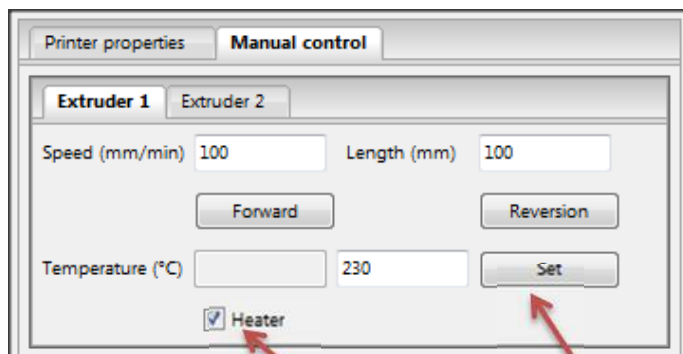 Printer properties Manual control
Extruder 1 Extruder 2
Speed (mm/min) 100 Length (mm) 100
Forward Reversion
Temperature (°C) 230 Set
Heater